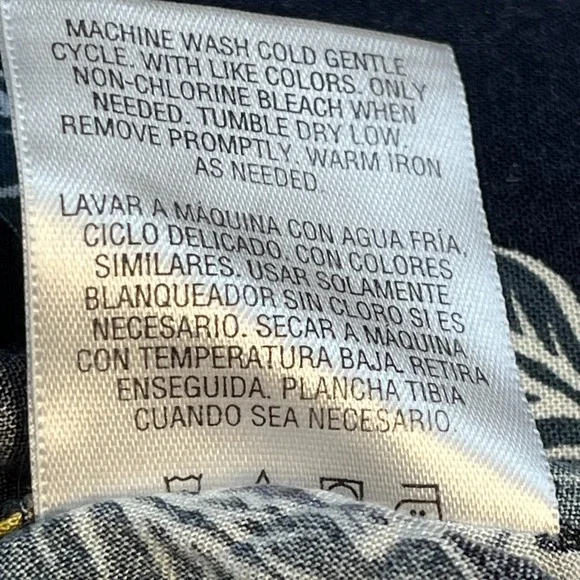 MACHINE WASH COLD GENTLE
CYCLE. WITH LIKE COLORS. ONLY
NON-CHLORINE BLEACH WHEN
NEEDED. TUMBLE DRY LOW.
REMOVE PROMPTLY. WARM IRON
AS NEEDED.
LAVAR A MÁQUINA CON AGUA FRÍA,
CICLO DELICADO. CON COLORES
SIMILARES. USAR SOLAMENTE
BLANQUEADOR SIN CLORO SI ES
NECESARIO. SECAR A MÁQUINA
CON TEMPERATURA BAJA. RETIRA
ENSEGUIDA. PLANCHA TIBIA
CUANDO SEA NECESARIO.